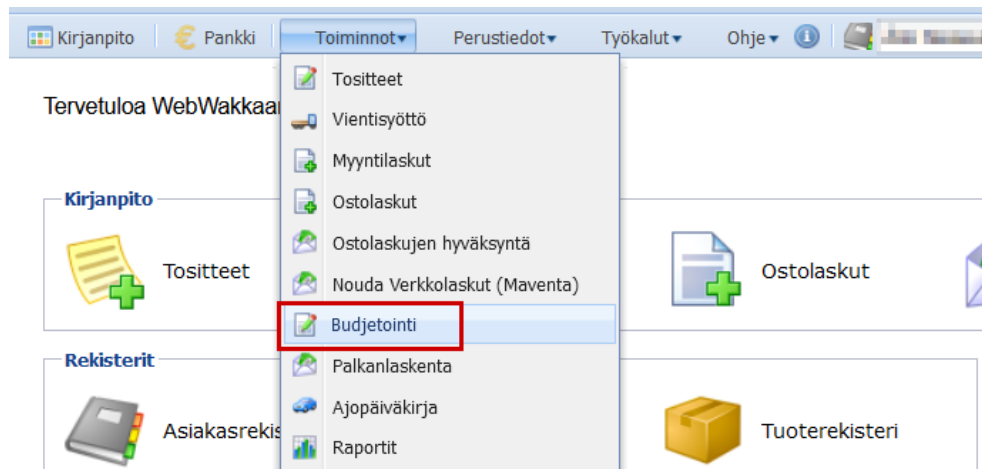 Kirjanpito Pankki Toiminnot Perustiedot Työkalut Ohje
Tervetuloa WebWakkaa
Tositteet
Vientisyöttö
Myyntilaskut
Ostolaskut
Ostolaskujen hyväksyntä
Nouda Verkkolaskut (Maventa)
Budjetointi
Palkanlaskenta
Ajopäiväkirja
Raportit
Kirjanpito
Tositteet
Ostolaskut
Rekisterit
Asiakasrekis
Tuoterekisteri